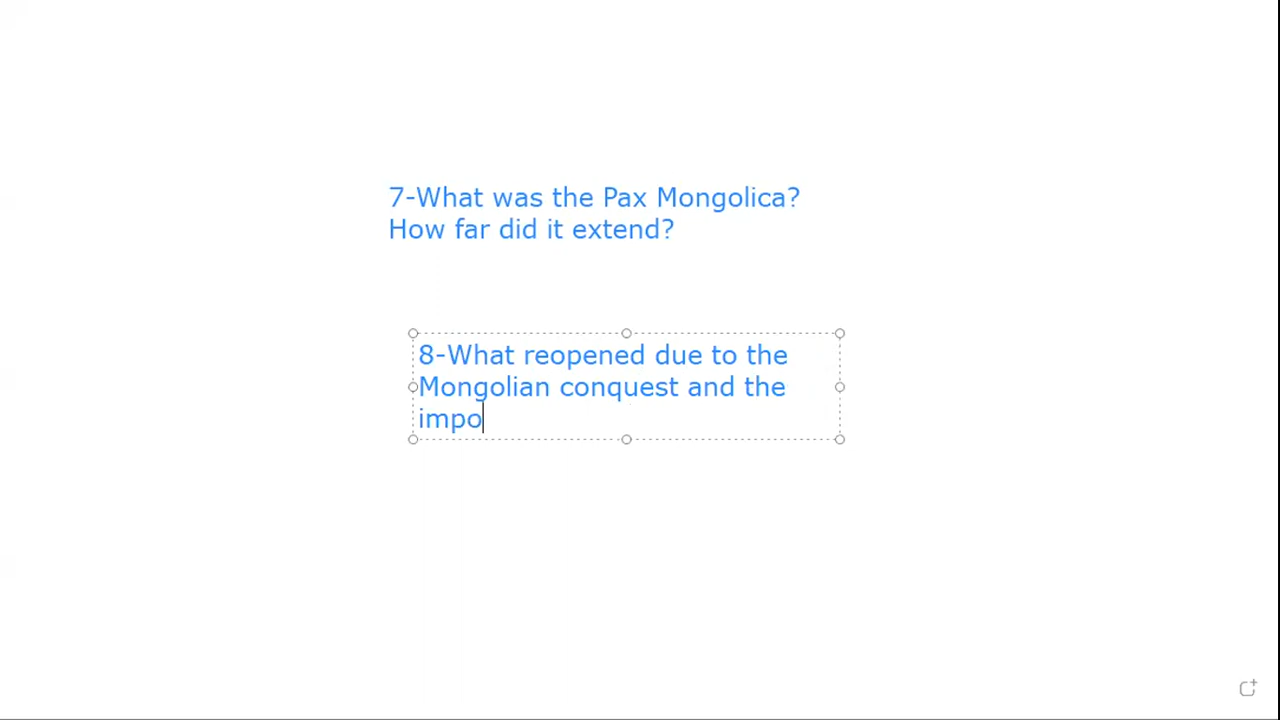 7-What was the Pax Mongolica?
How far did it extend?
8-What reopened due to the
Mongolian conquest and the
impo